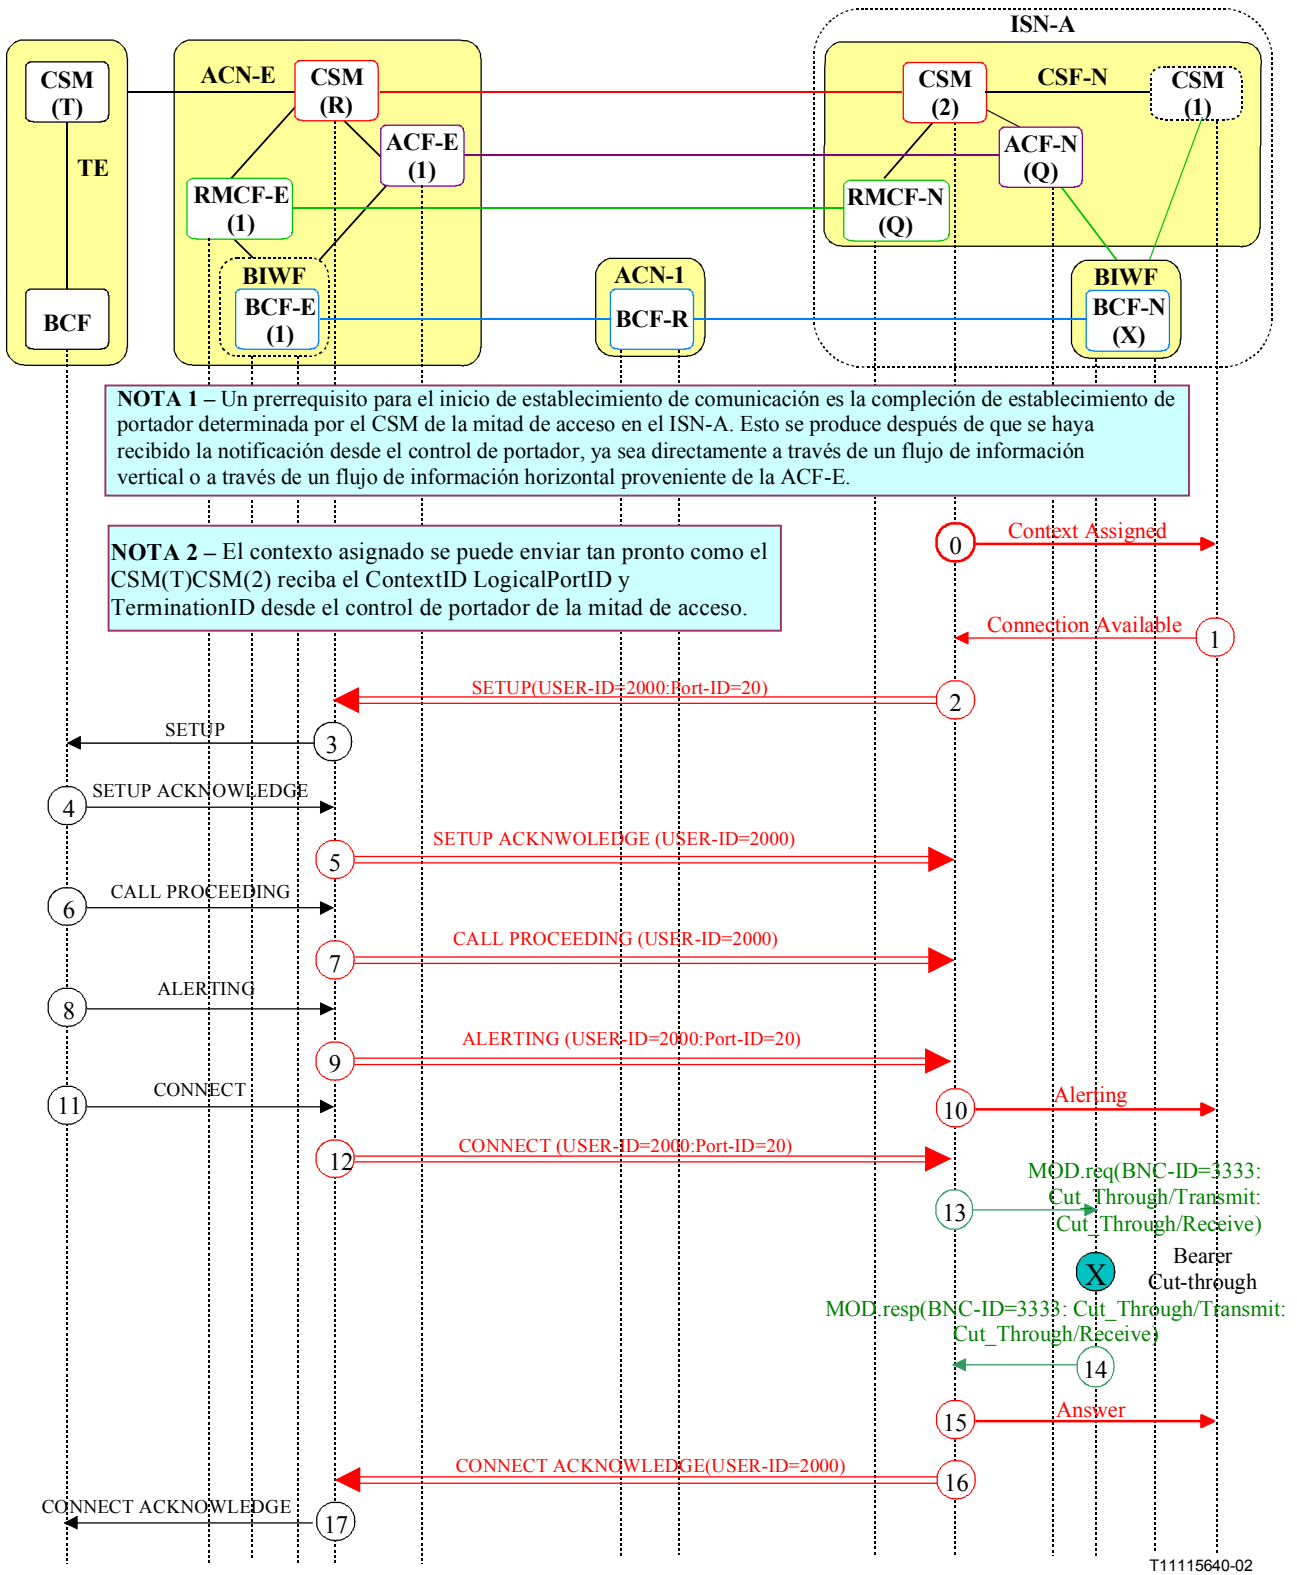 ISN-A
ACN-E
CSF-N
CSM
(T)
TE
BCF
CSM
(R)
ACF-E
(1)
RMCF-E
(1)
BIWF
BCF-E
(1)
ACN-1
BCF-R
CSM
(2)
CSM
(1)
ACF-N
(Q)
RMCF-N
(Q)
BIWF
BCF-N
(X)
NOTA 1 – Un prerrequisito para el inicio de establecimiento de comunicación es la compleción de establecimiento de
portador determinada por el CSM de la mitad de acceso en el ISN-A. Esto se produce después de que se haya
recibido la notificación desde el control de portador, ya sea directamente a través de un flujo de información
vertical o a través de un flujo de información horizontal proveniente de la ACF-E.
NOTA 2 – El contexto asignado se puede enviar tan pronto como el
CSM(T)CSM(2) reciba el ContextID LogicalPortID y
TerminationID desde el control de portador de la mitad de acceso.
0
Context Assigned
Connection Available
1
SETUP(USER-ID=2000:Port-ID=20)
2
SETUP
3
4
SETUP ACKNOWLEDGE
5
SETUP ACKNWOLEDGE (USER-ID=2000)
6
CALL PROCEEDING
7
CALL PROCEEDING (USER-ID=2000)
8
ALERTING
9
ALERTING (USER-ID=2000:Port-ID=20)
10
Alerting
11
CONNECT
12
CONNECT (USER-ID=2000:Port-ID=20)
13
MOD.req(BNC-ID=3333:
Cut_Through/Transmit:
Cut_Through/Receive)
X
Bearer
Cut-through
MOD.resp(BNC-ID=3333: Cut_Through/Transmit:
Cut_Through/Receive)
14
15
Answer
CONNECT ACKNOWLEDGE(USER-ID=2000)
16
CONNECT ACKNOWLEDGE
17
T11115640-02